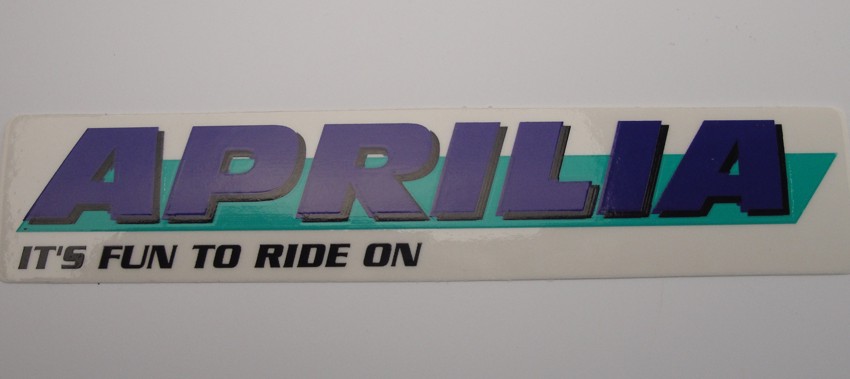 APRILIA
IT'S FUN TO RIDE ON